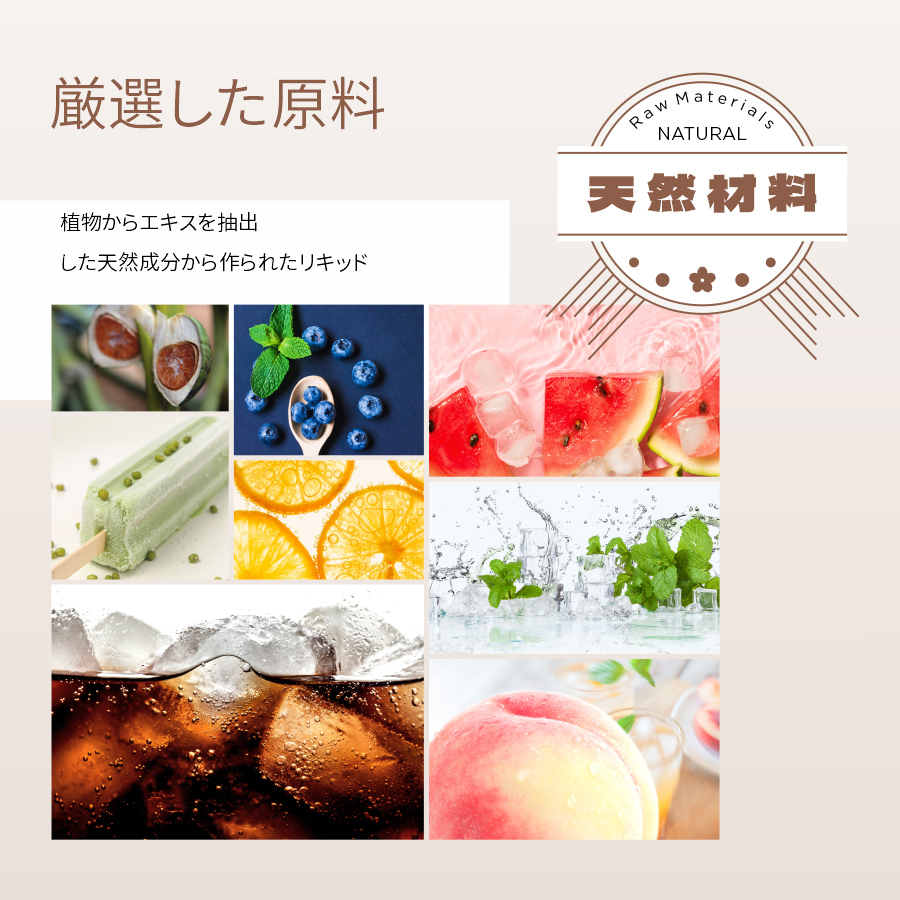 厳選した原料
Raw Materials
NATURAL
天然材料
植物からエキスを抽出
した天然成分から作られたリキッド